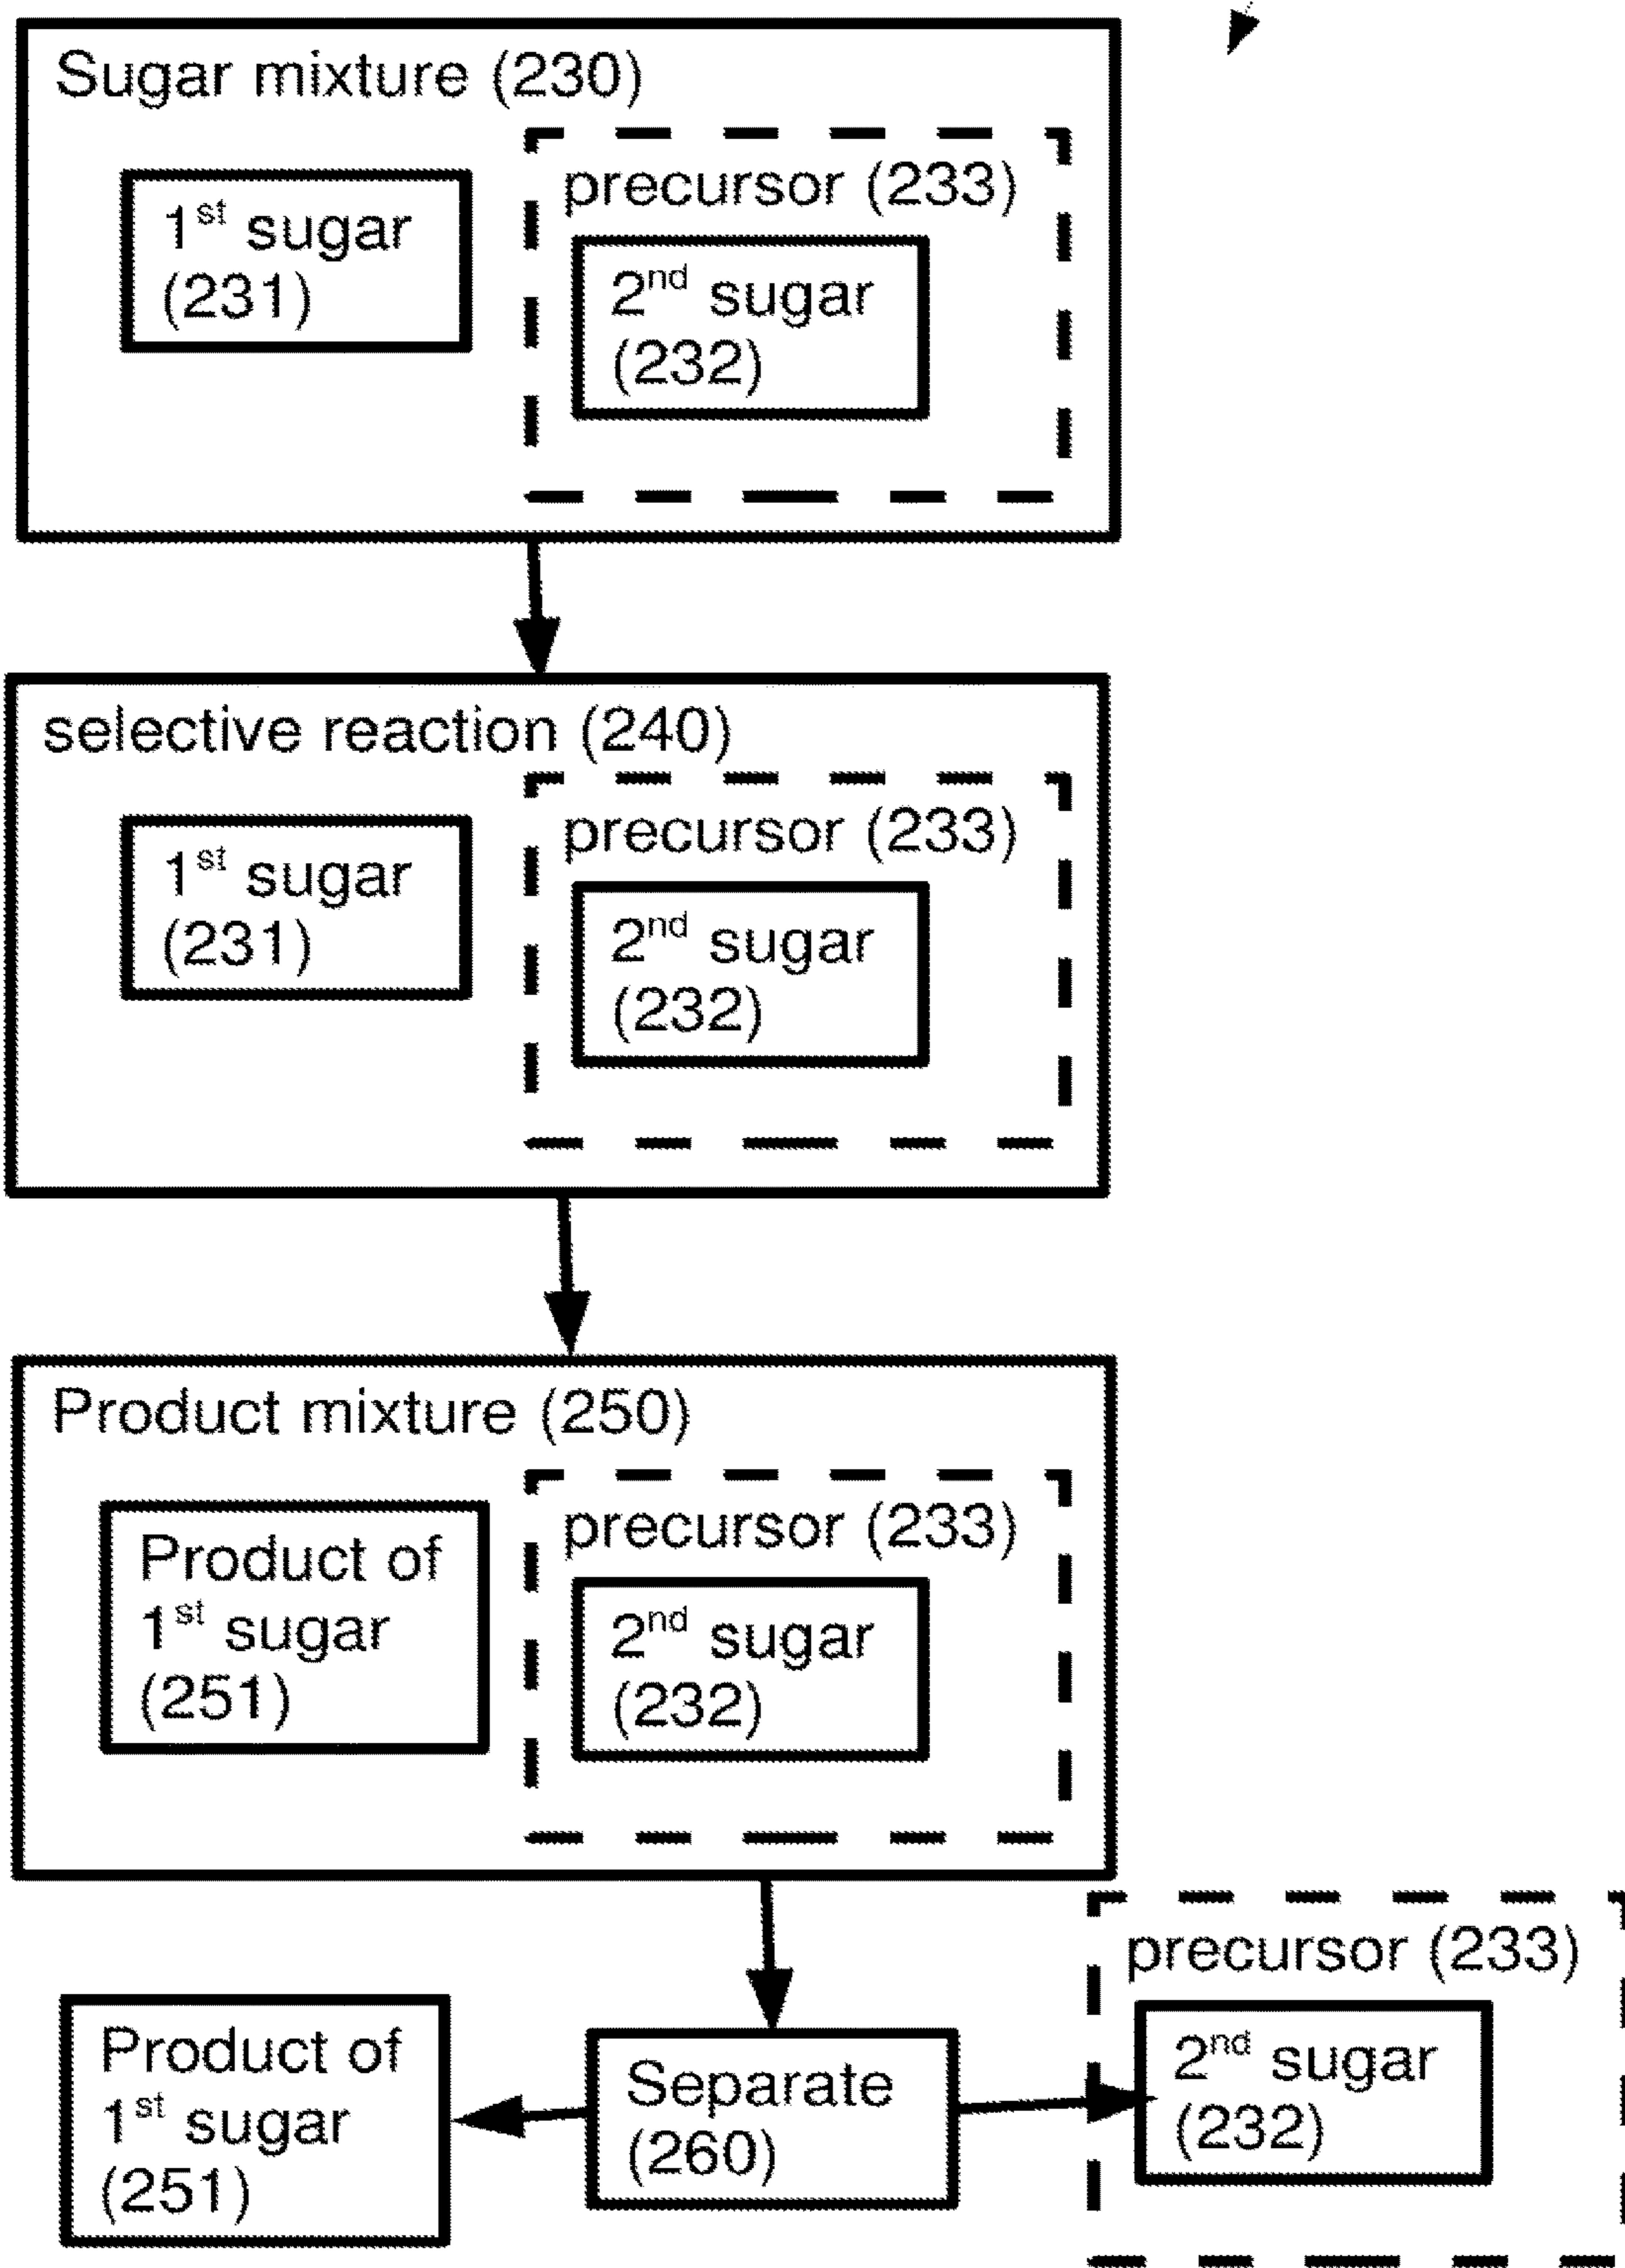 Sugar mixture (230)
1st sugar
(231)
precursor (233)
2nd sugar
(232)
selective reaction (240)
1st sugar
(231)
precursor (233)
2nd sugar
(232)
Product mixture (250)
Product of
1st sugar
(251)
precursor (233)
2nd sugar
(232)
Product of
1st sugar
(251)
Separate
(260)
precursor (233)
2nd sugar
(232)